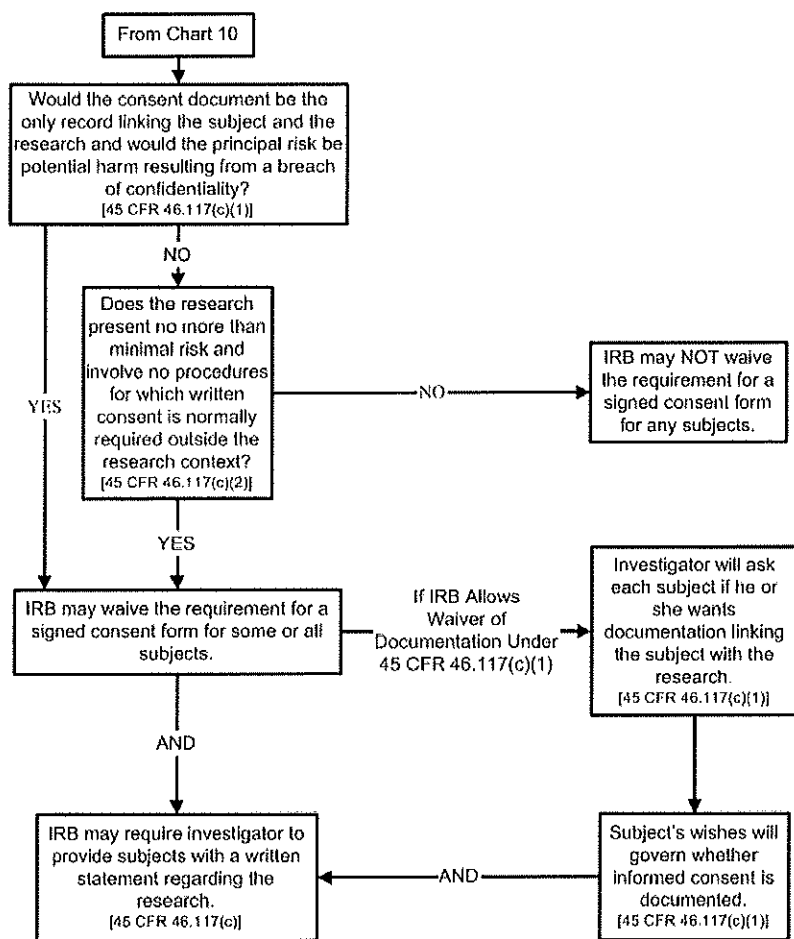 From Chart 10
Would the consent document be the
only record linking the subject and the
research and would the principal risk be
potential harm resulting from a breach
of confidentiality?
[45 CFR 46.117(c)(1)]
NO
YES
Does the research
present no more than
minimal risk and
involve no procedures
for which written
consent is normally
required outside the
research context?
[45 CFR 46.117(c)(2)]
NO
IRB may NOT waive
the requirement for a
signed consent form
for any subjects.
YES
IRB may waive the requirement for a
signed consent form for some or all
subjects.
If IRB Allows
Waiver of
Documentation Under
45 CFR 46.117(c)(1)
Investigator will ask
each subject if he or
she wants
documentation linking
the subject with the
research.
[45 CFR 46.117(c)(1)]
AND
IRB may require investigator to
provide subjects with a written
statement regarding the
research.
[45 CFR 46.117(c)]
AND
Subject's wishes will
govern whether
informed consent is
documented.
[45 CFR 46.117(c)(1)]